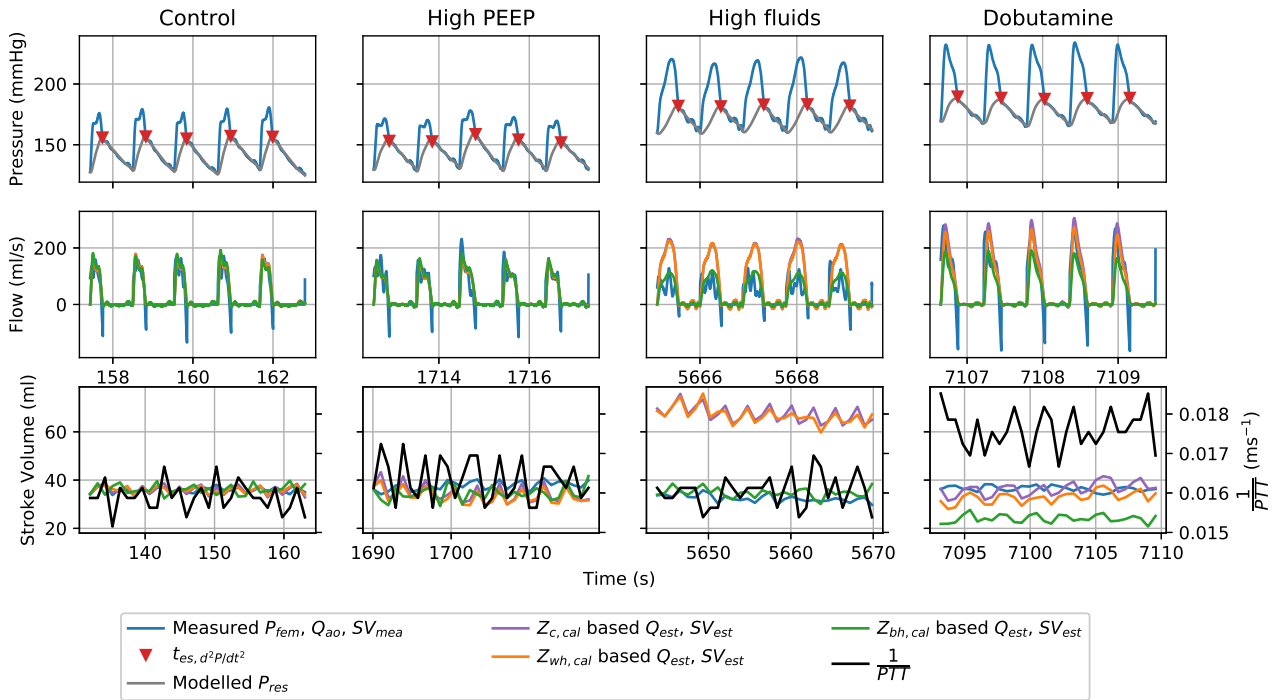 Control High PEEP High fluids Dobutamine
Pressure (mmHg)
200
150
Flow (ml/s)
200
0
158 160 162 1714 1716 5666 5668 7107 7108 7109
Stroke Volume (ml)
60
40
20
0.018
0.017
0.016
0.015
1/PTT (ms⁻¹)
140 150 160 1690 1700 1710 5650 5660 5670 7095 7100 7105 7110
Time (s)
Measured P_fem, Q_ao, SV_mea
t_es, d²P/dt²
Modelled P_res
Z_c,cal based Q_est, SV_est
Z_wh,cal based Q_est, SV_est
Z_bh,cal based Q_est, SV_est
1/PTT